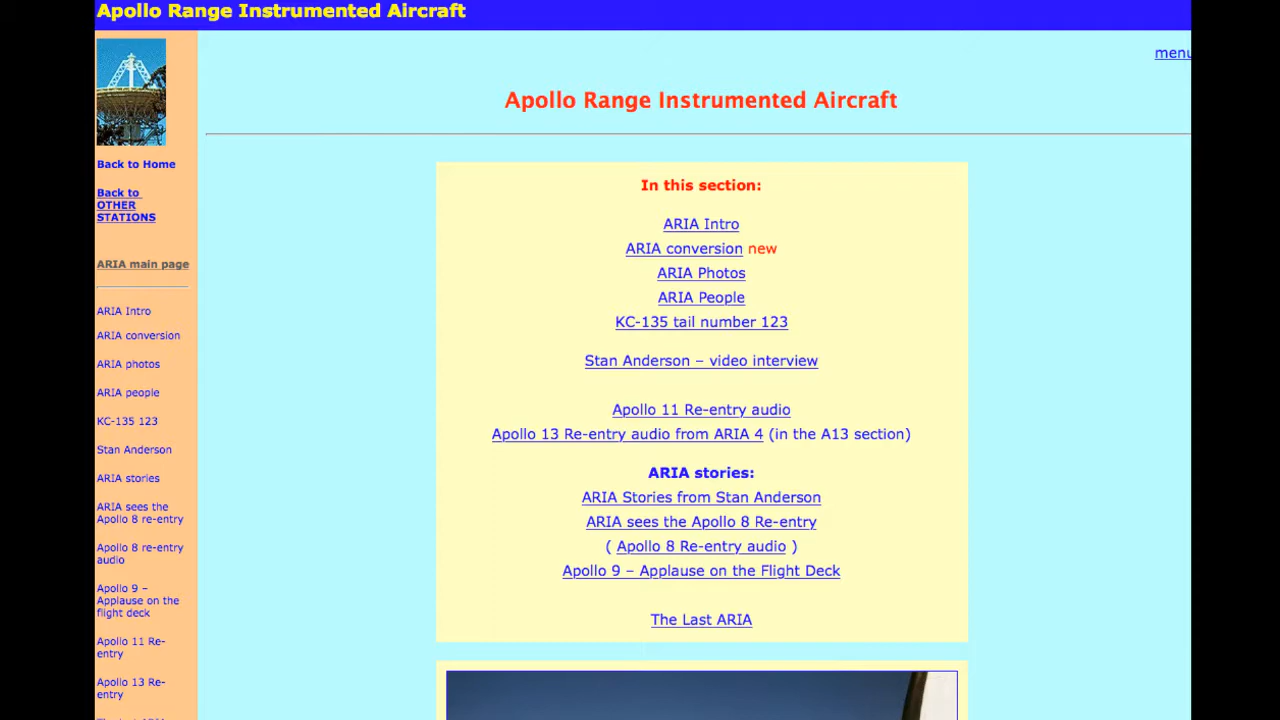 Apollo Range Instrumented Aircraft
menu
Apollo Range Instrumented Aircraft
Back to Home
Back to
OTHER
STATIONS
ARIA main page
ARIA Intro
ARIA conversion
ARIA photos
ARIA people
KC-135 123
Stan Anderson
ARIA stories
ARIA sees the
Apollo 8 re-entry
Apollo 8 re-entry
audio
Apollo 9 –
Applause on the
flight deck
Apollo 11 Re-
entry
Apollo 13 Re-
entry
In this section:
ARIA Intro
ARIA conversion new
ARIA Photos
ARIA People
KC-135 tail number 123
Stan Anderson – video interview
Apollo 11 Re-entry audio
Apollo 13 Re-entry audio from ARIA 4 (in the A13 section)
ARIA stories:
ARIA Stories from Stan Anderson
ARIA sees the Apollo 8 Re-entry
( Apollo 8 Re-entry audio )
Apollo 9 – Applause on the Flight Deck
The Last ARIA